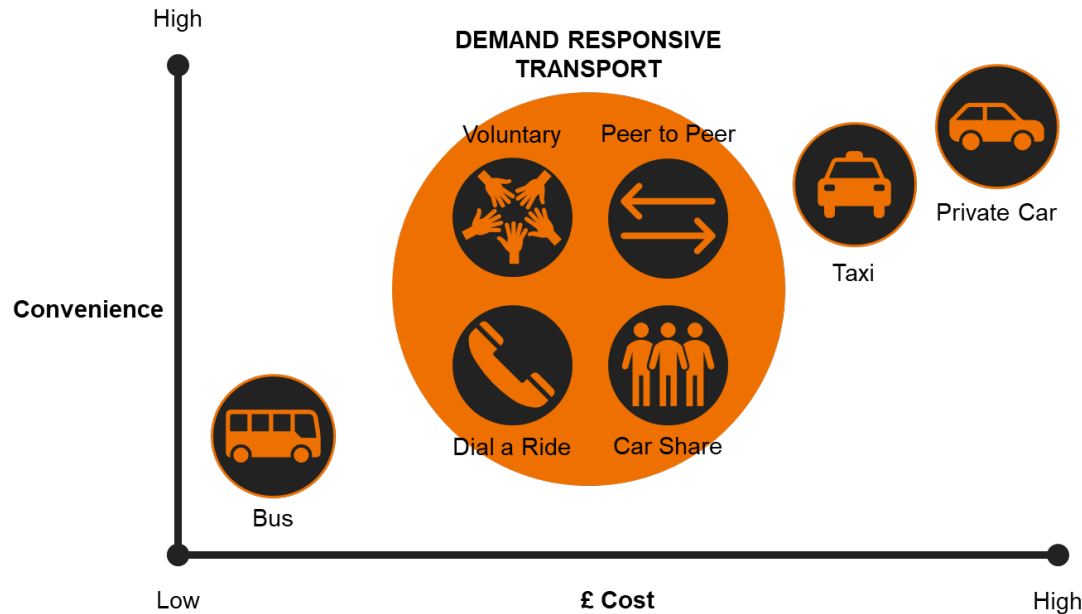 High
DEMAND RESPONSIVE
TRANSPORT
Voluntary
Peer to Peer
Private Car
Taxi
Convenience
Dial a Ride
Car Share
Bus
Low
£ Cost
High